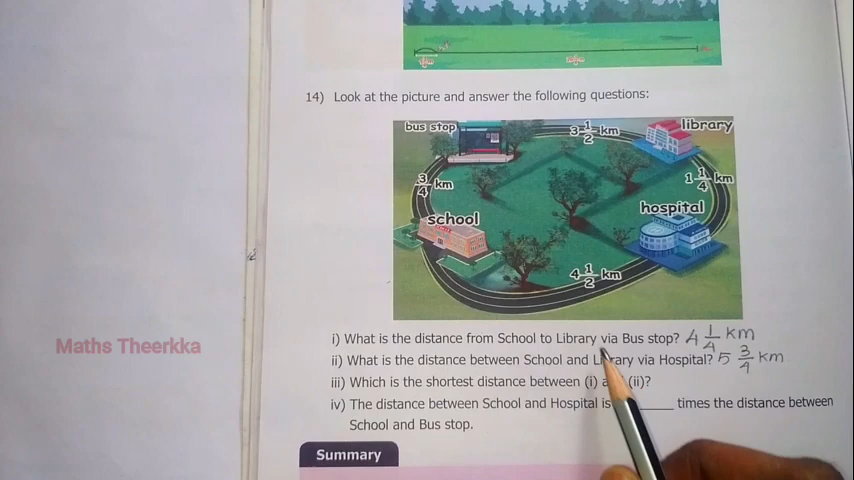 14) Look at the picture and answer the following questions:
bus stop
3 1/2 km
library
3/4 km
1 1/4 km
school
hospital
4 1/2 km
i) What is the distance from School to Library via Bus stop? 4 1/4 km
Maths Theerkka
ii) What is the distance between School and Library via Hospital? 5 3/4 km
iii) Which is the shortest distance between (i) a (ii)?
iv) The distance between School and Hospital is ____ times the distance between
School and Bus stop.
Summary